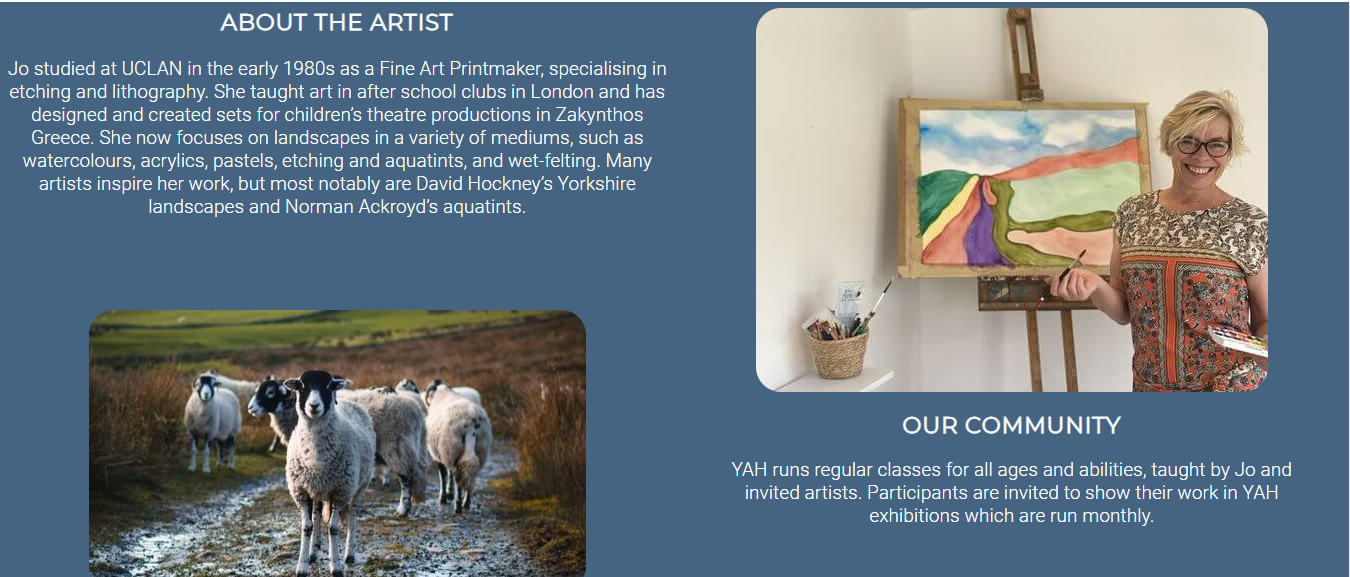 ABOUT THE ARTIST
Jo studied at UCLAN in the early 1980s as a Fine Art Printmaker, specialising in
etching and lithography. She taught art in after school clubs in London and has
designed and created sets for children’s theatre productions in Zakynthos
Greece. She now focuses on landscapes in a variety of mediums, such as
watercolours, acrylics, pastels, etching and aquatints, and wet-felting. Many
artists inspire her work, but most notably are David Hockney’s Yorkshire
landscapes and Norman Ackroyd’s aquatints.
OUR COMMUNITY
YAH runs regular classes for all ages and abilities, taught by Jo and
invited artists. Participants are invited to show their work in YAH
exhibitions which are run monthly.